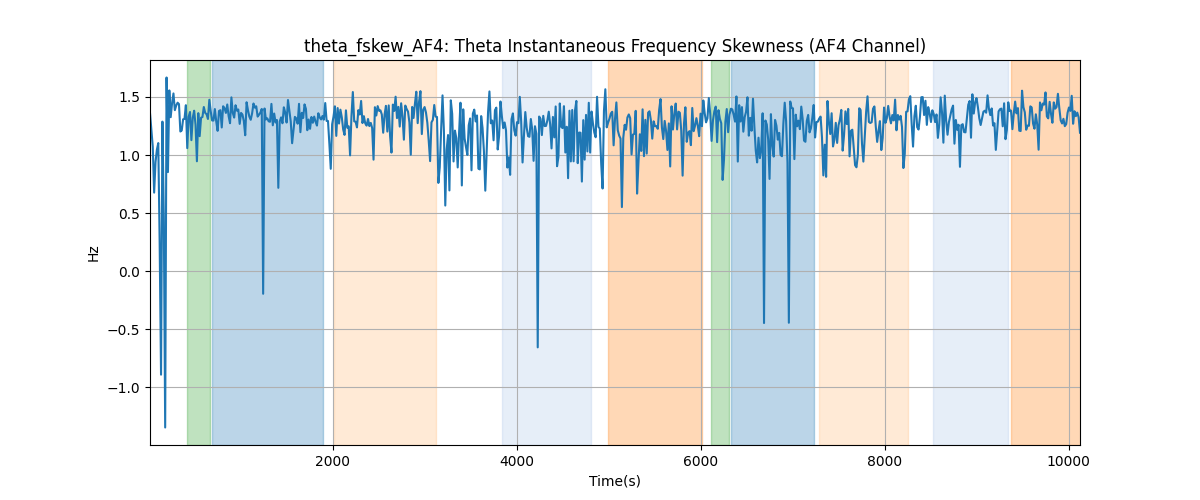 theta_fskew_AF4: Theta Instantaneous Frequency Skewness (AF4 Channel)
Hz
1.5
1.0
0.5
0.0
−0.5
−1.0
2000 4000 6000 8000 10000
Time(s)